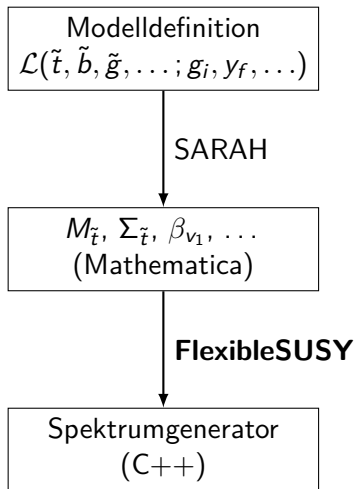 Modelldefinition
ℒ(t̃, b̃, g̃, . . . ; gᵢ, y_f, . . .)
SARAH
M_t̃, Σ_t̃, β_v₁, . . .
(Mathematica)
FlexibleSUSY
Spektrumgenerator
(C++)